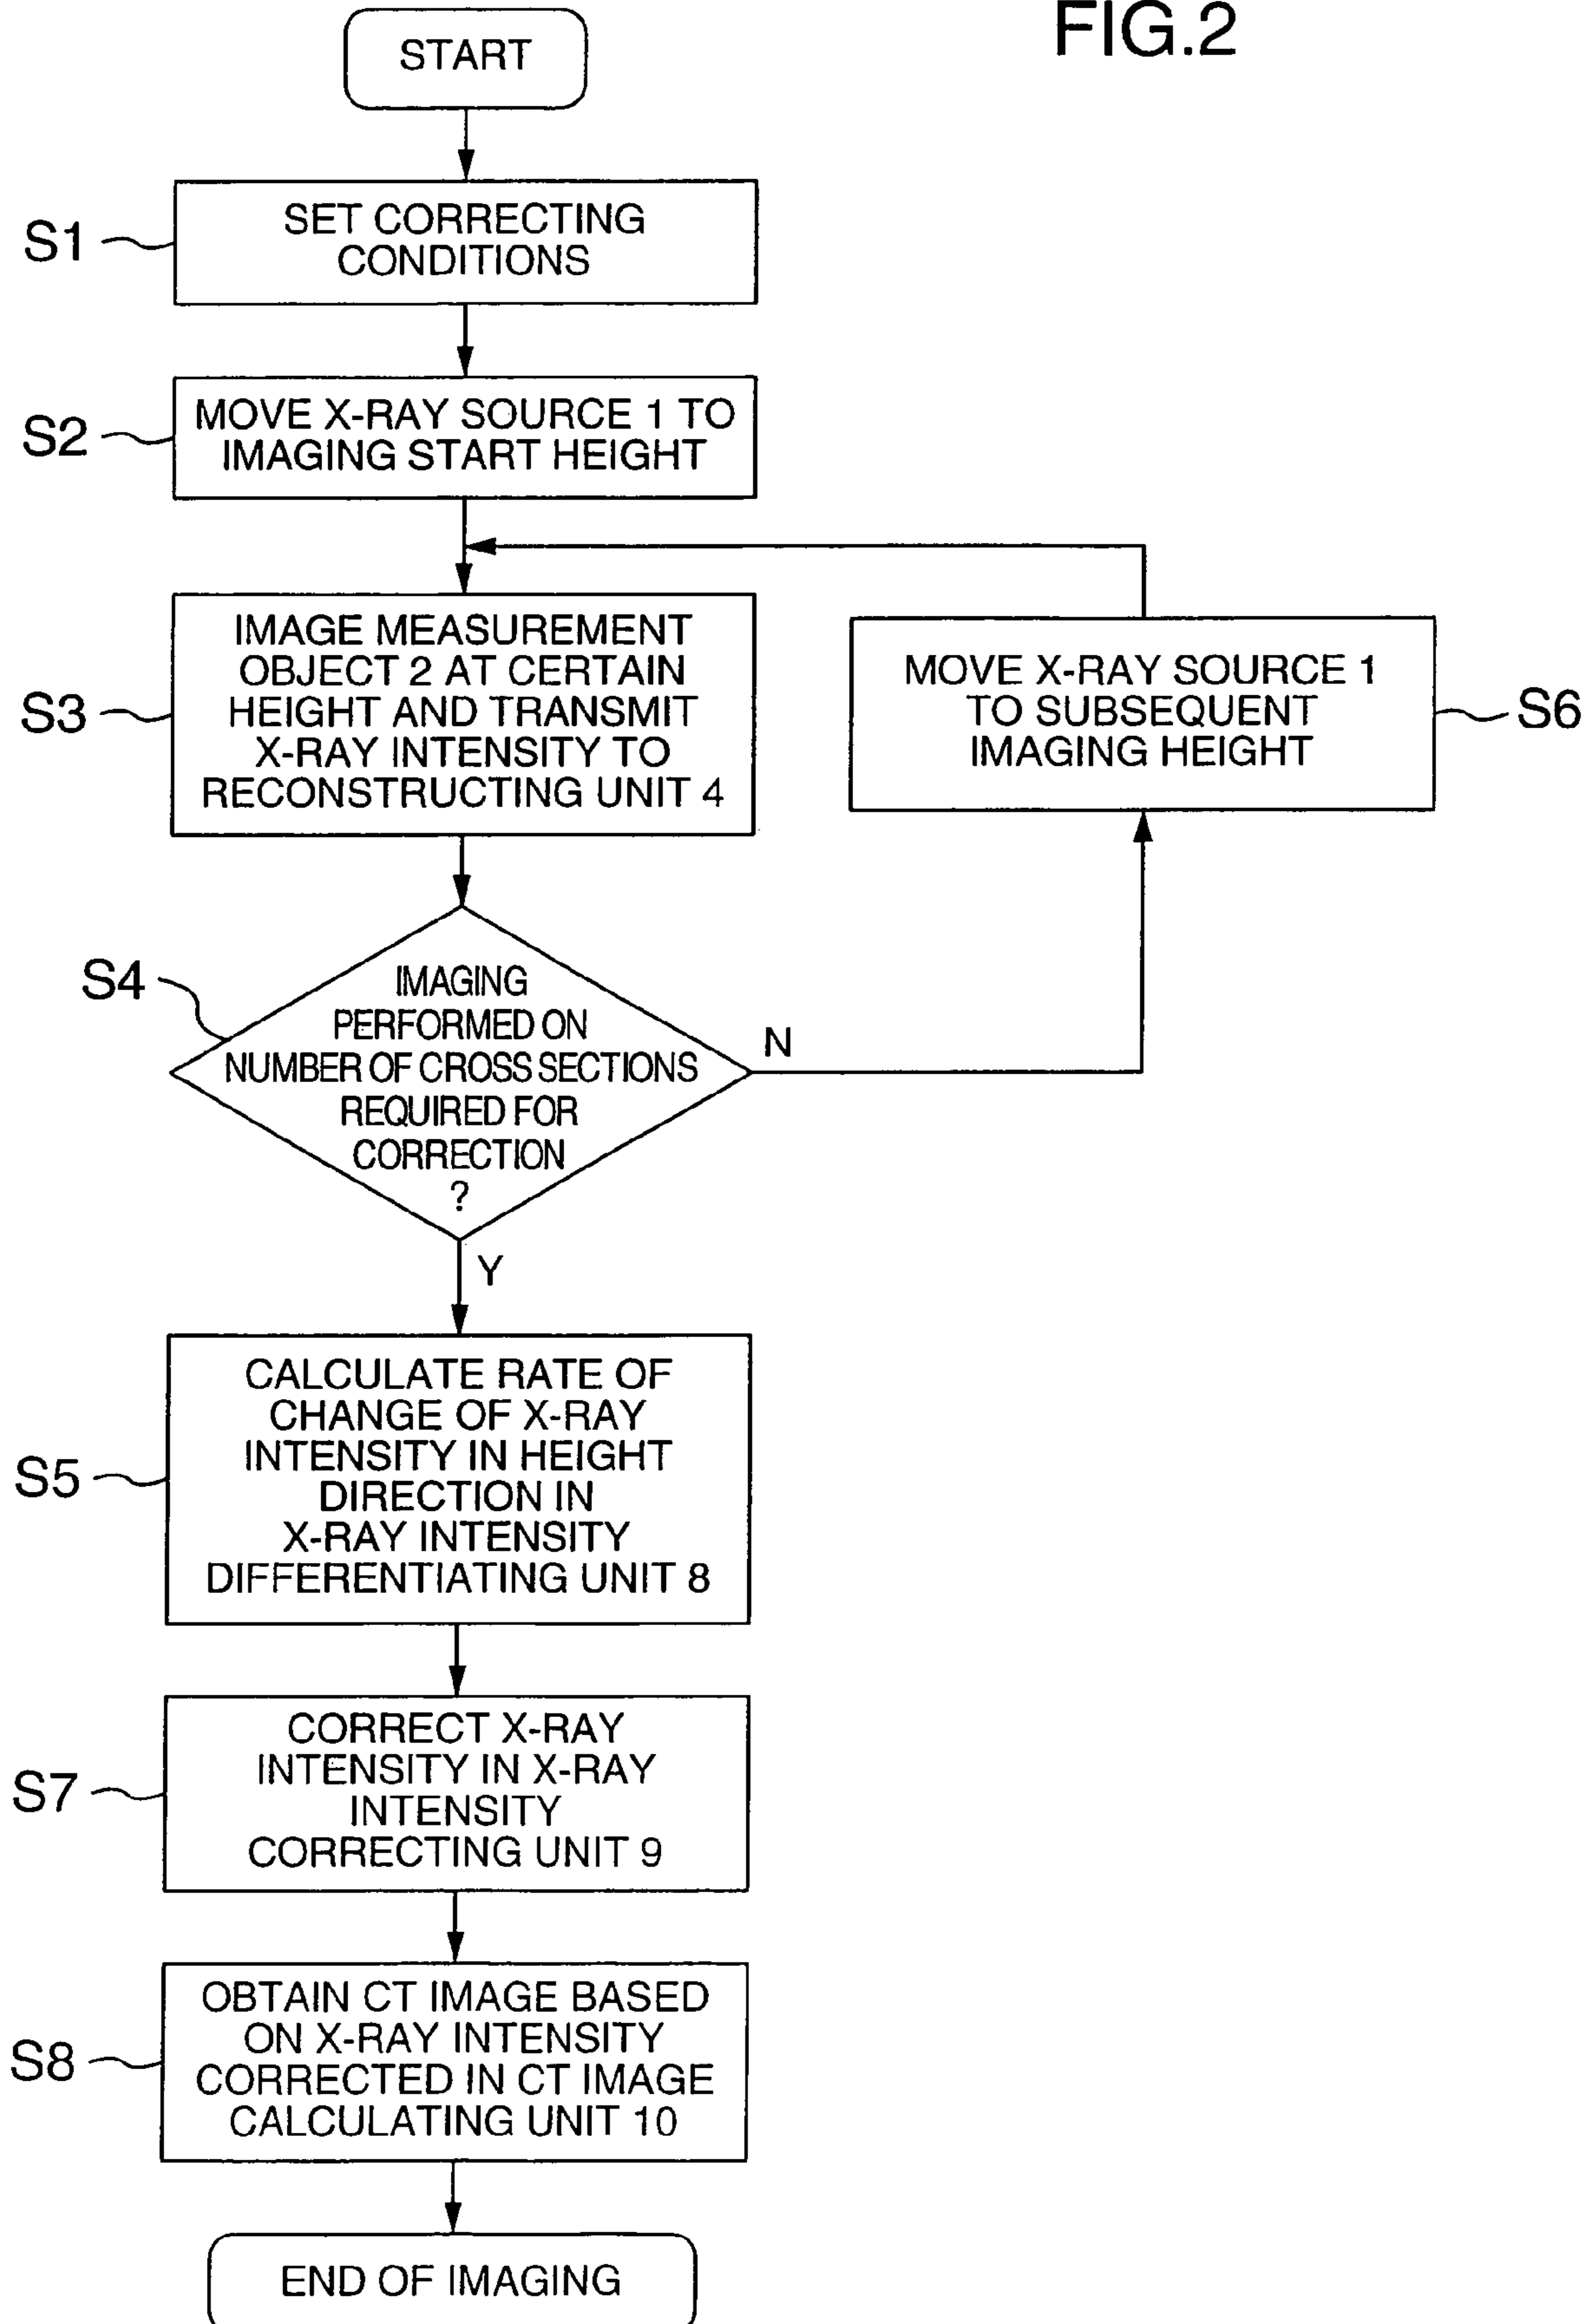 FIG.2
START
S1
SET CORRECTING
CONDITIONS
S2
MOVE X-RAY SOURCE 1 TO
IMAGING START HEIGHT
S3
IMAGE MEASUREMENT
OBJECT 2 AT CERTAIN
HEIGHT AND TRANSMIT
X-RAY INTENSITY TO
RECONSTRUCTING UNIT 4
MOVE X-RAY SOURCE 1
TO SUBSEQUENT
IMAGING HEIGHT
S6
S4
IMAGING
PERFORMED ON
NUMBER OF CROSS SECTIONS
REQUIRED FOR
CORRECTION
?
N
Y
S5
CALCULATE RATE OF
CHANGE OF X-RAY
INTENSITY IN HEIGHT
DIRECTION IN
X-RAY INTENSITY
DIFFERENTIATING UNIT 8
S7
CORRECT X-RAY
INTENSITY IN X-RAY
INTENSITY
CORRECTING UNIT 9
S8
OBTAIN CT IMAGE BASED
ON X-RAY INTENSITY
CORRECTED IN CT IMAGE
CALCULATING UNIT 10
END OF IMAGING